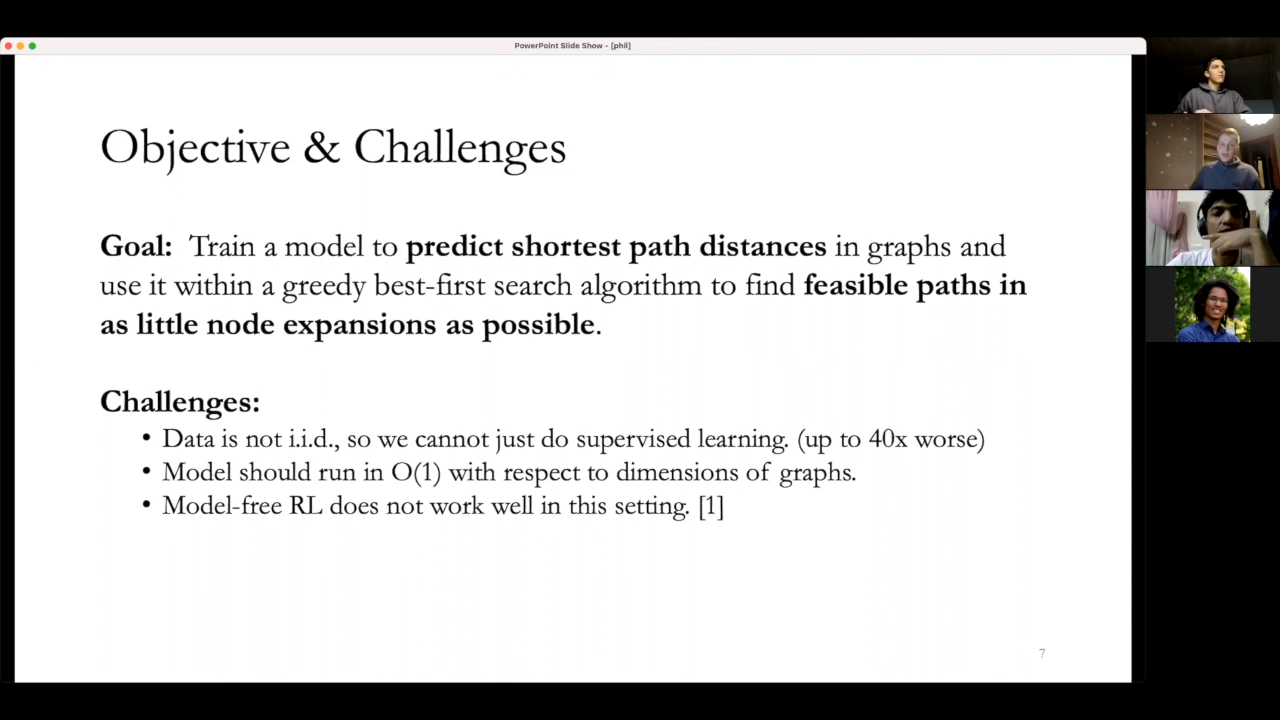 PowerPoint Slide Show - [phil]
Objective & Challenges
Goal: Train a model to predict shortest path distances in graphs and
use it within a greedy best-first search algorithm to find feasible paths in
as little node expansions as possible.
Challenges:
• Data is not i.i.d., so we cannot just do supervised learning. (up to 40x worse)
• Model should run in O(1) with respect to dimensions of graphs.
• Model-free RL does not work well in this setting. [1]
7